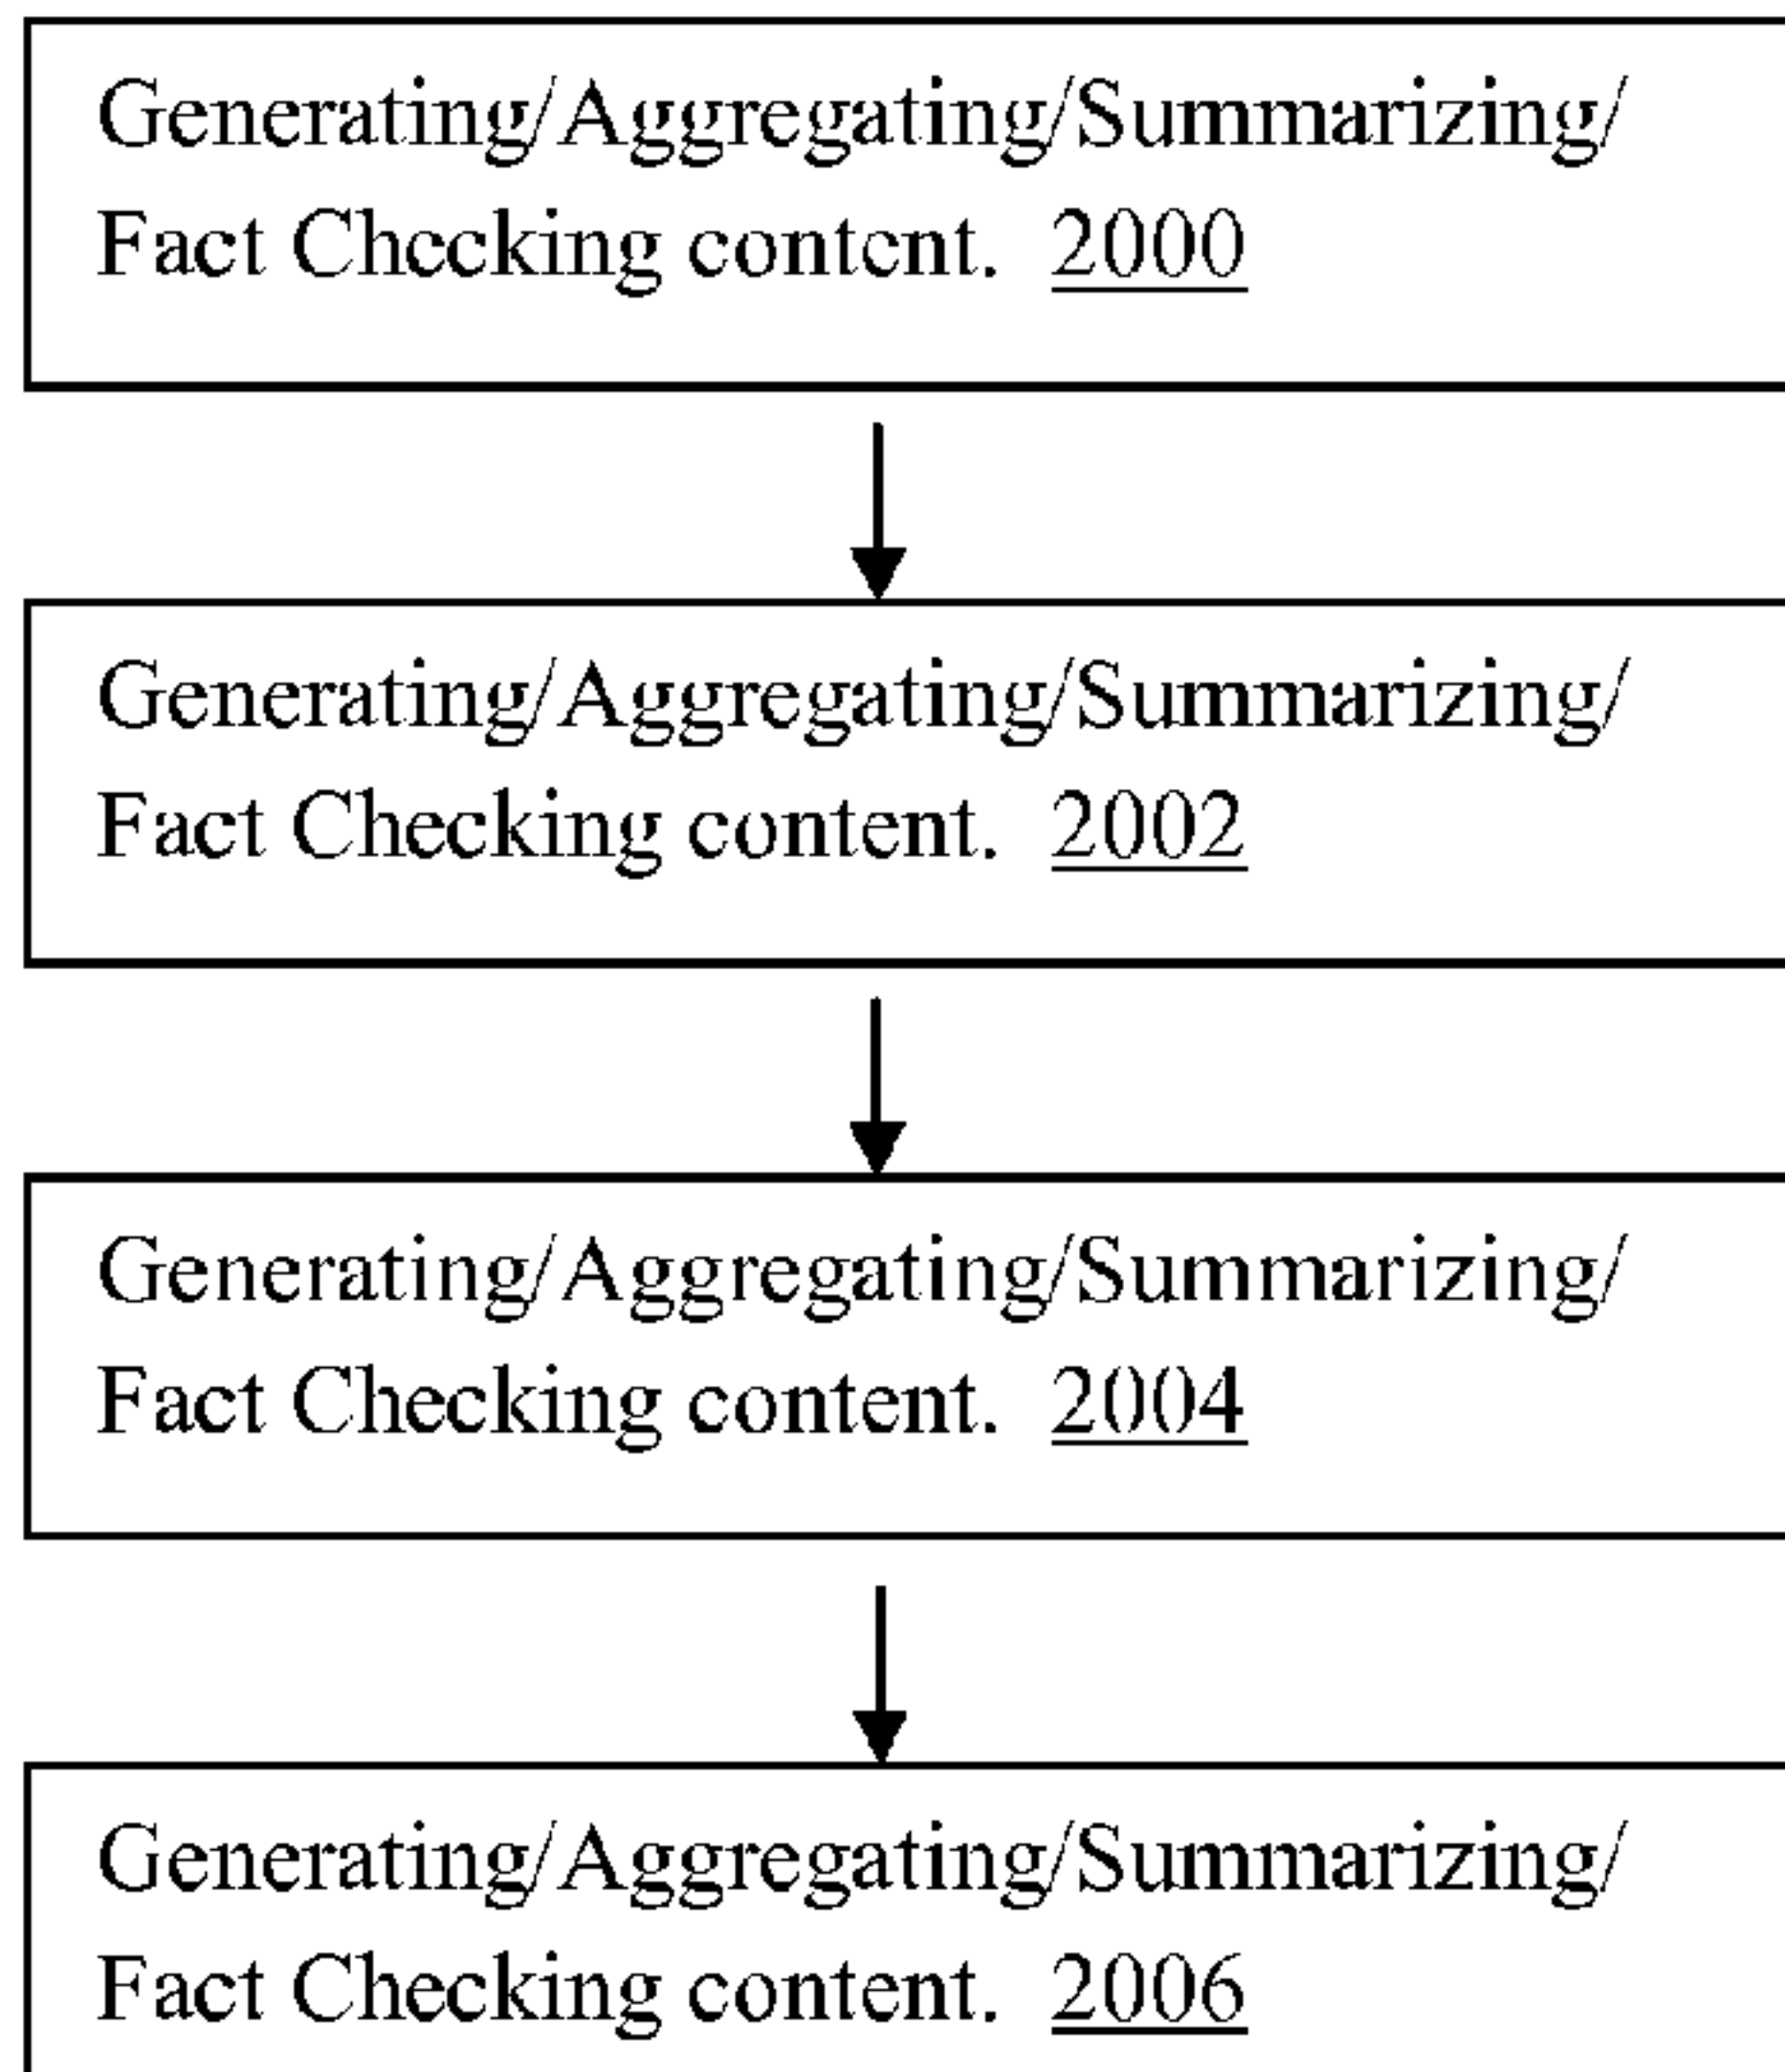 Generating/Aggregating/Summarizing/
Fact Checking content. 2000
Generating/Aggregating/Summarizing/
Fact Checking content. 2002
Generating/Aggregating/Summarizing/
Fact Checking content. 2004
Generating/Aggregating/Summarizing/
Fact Checking content. 2006